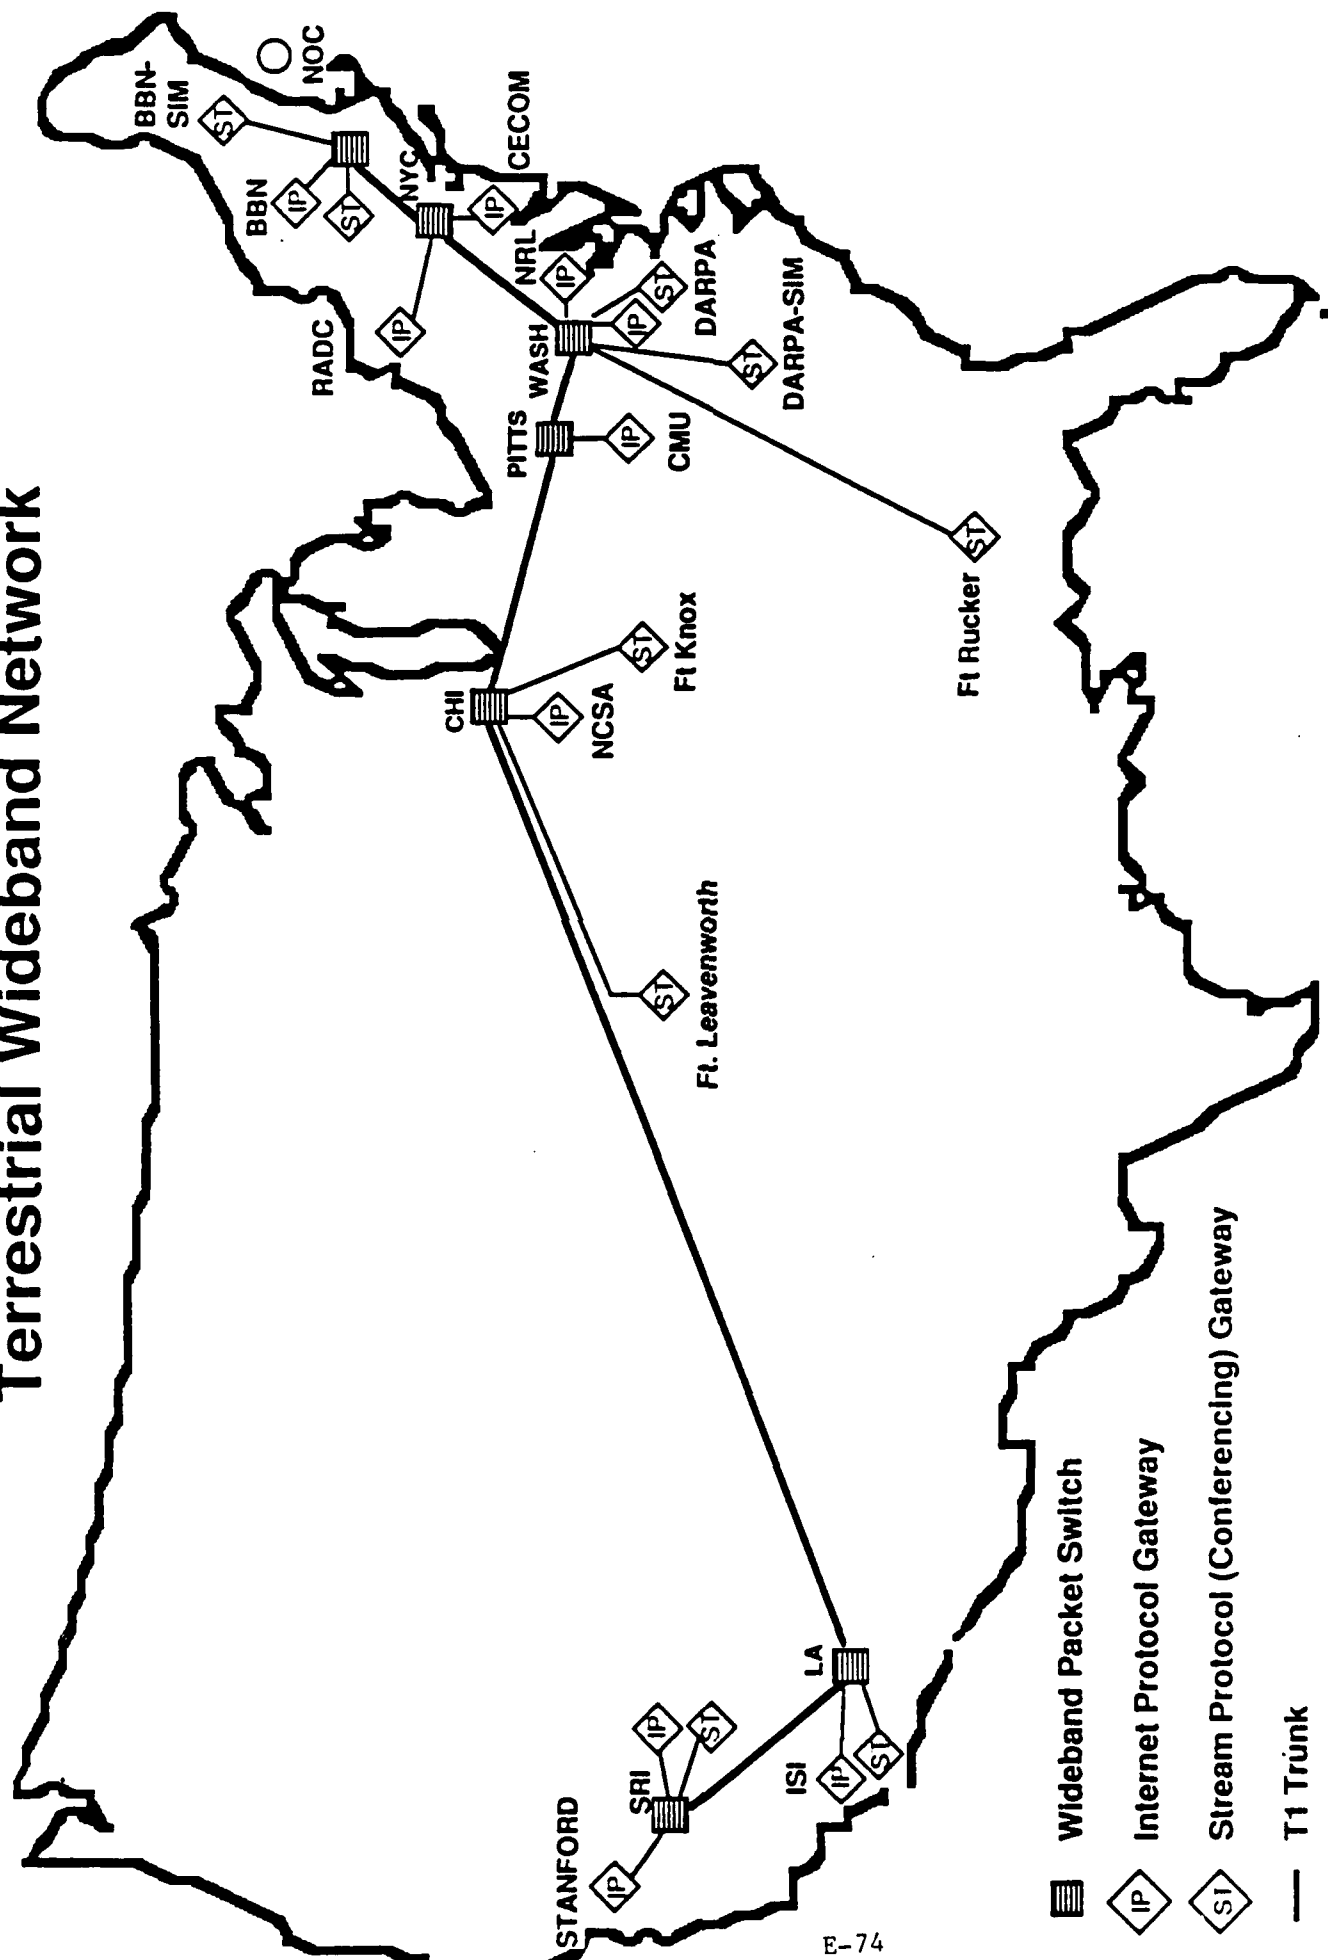 Terrestrial Wideband Network
BBN-
SIM
ST
NOC
BBN
IP
ST
NYC
CECOM
IP
RADC
IP
NRL
IP
WASH
IP
ST
DARPA
ST
DARPA-SIM
PITTS
IP
CMU
ST
Ft Rucker
CHI
IP
NCSA
ST
Ft Knox
ST
Ft. Leavenworth
LA
ISI
IP
ST
SRI
IP
ST
STANFORD
IP
Wideband Packet Switch
IP
Internet Protocol Gateway
ST
Stream Protocol (Conferencing) Gateway
T1 Trunk
E-74